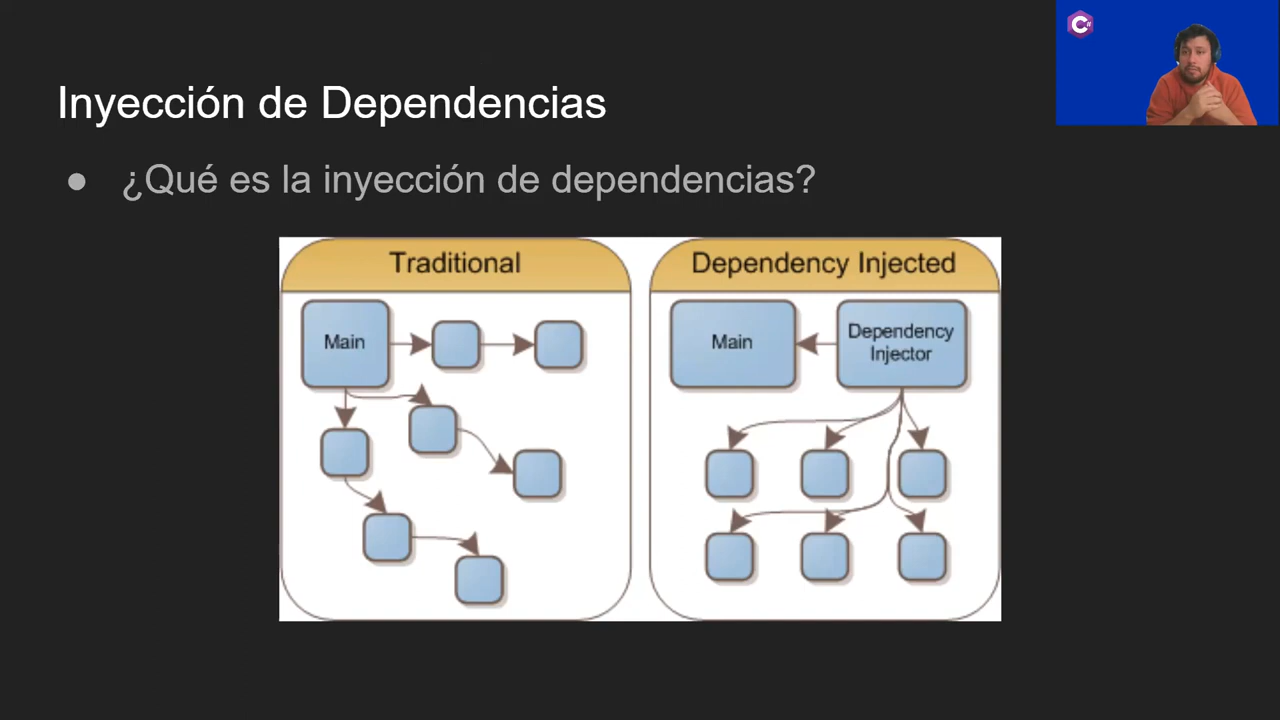 C#
Inyección de Dependencias
● ¿Qué es la inyección de dependencias?
Traditional
Main
Dependency Injected
Main
Dependency
Injector